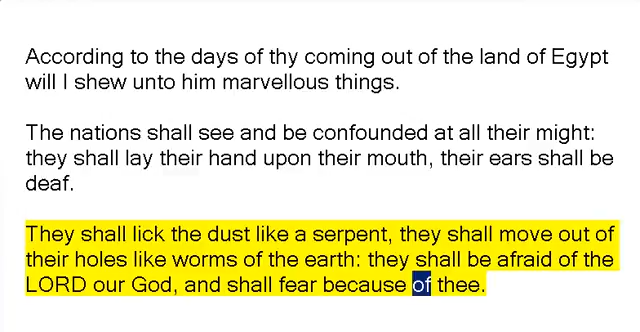 According to the days of thy coming out of the land of Egypt
will I shew unto him marvellous things.
The nations shall see and be confounded at all their might:
they shall lay their hand upon their mouth, their ears shall be
deaf.
They shall lick the dust like a serpent, they shall move out of
their holes like worms of the earth: they shall be afraid of the
LORD our God, and shall fear because of thee.